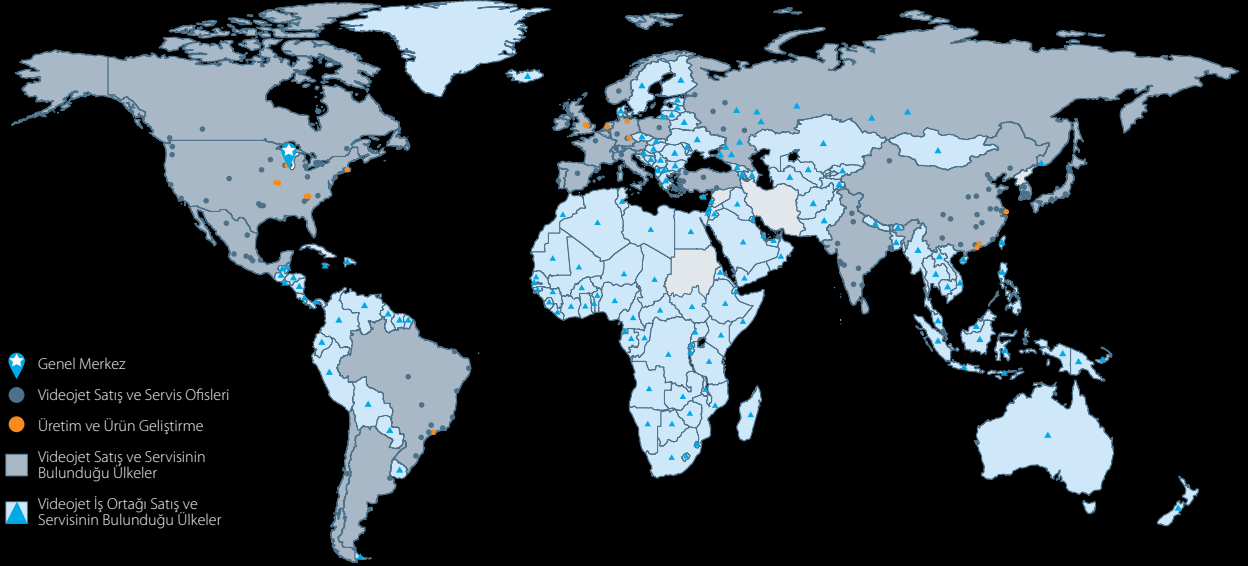 Genel Merkez
Videojet Satış ve Servis Ofisleri
Üretim ve Ürün Geliştirme
Videojet Satış ve Servisinin
Bulunduğu Ülkeler
Videojet İş Ortağı Satış ve
Servisinin Bulunduğu Ülkeler